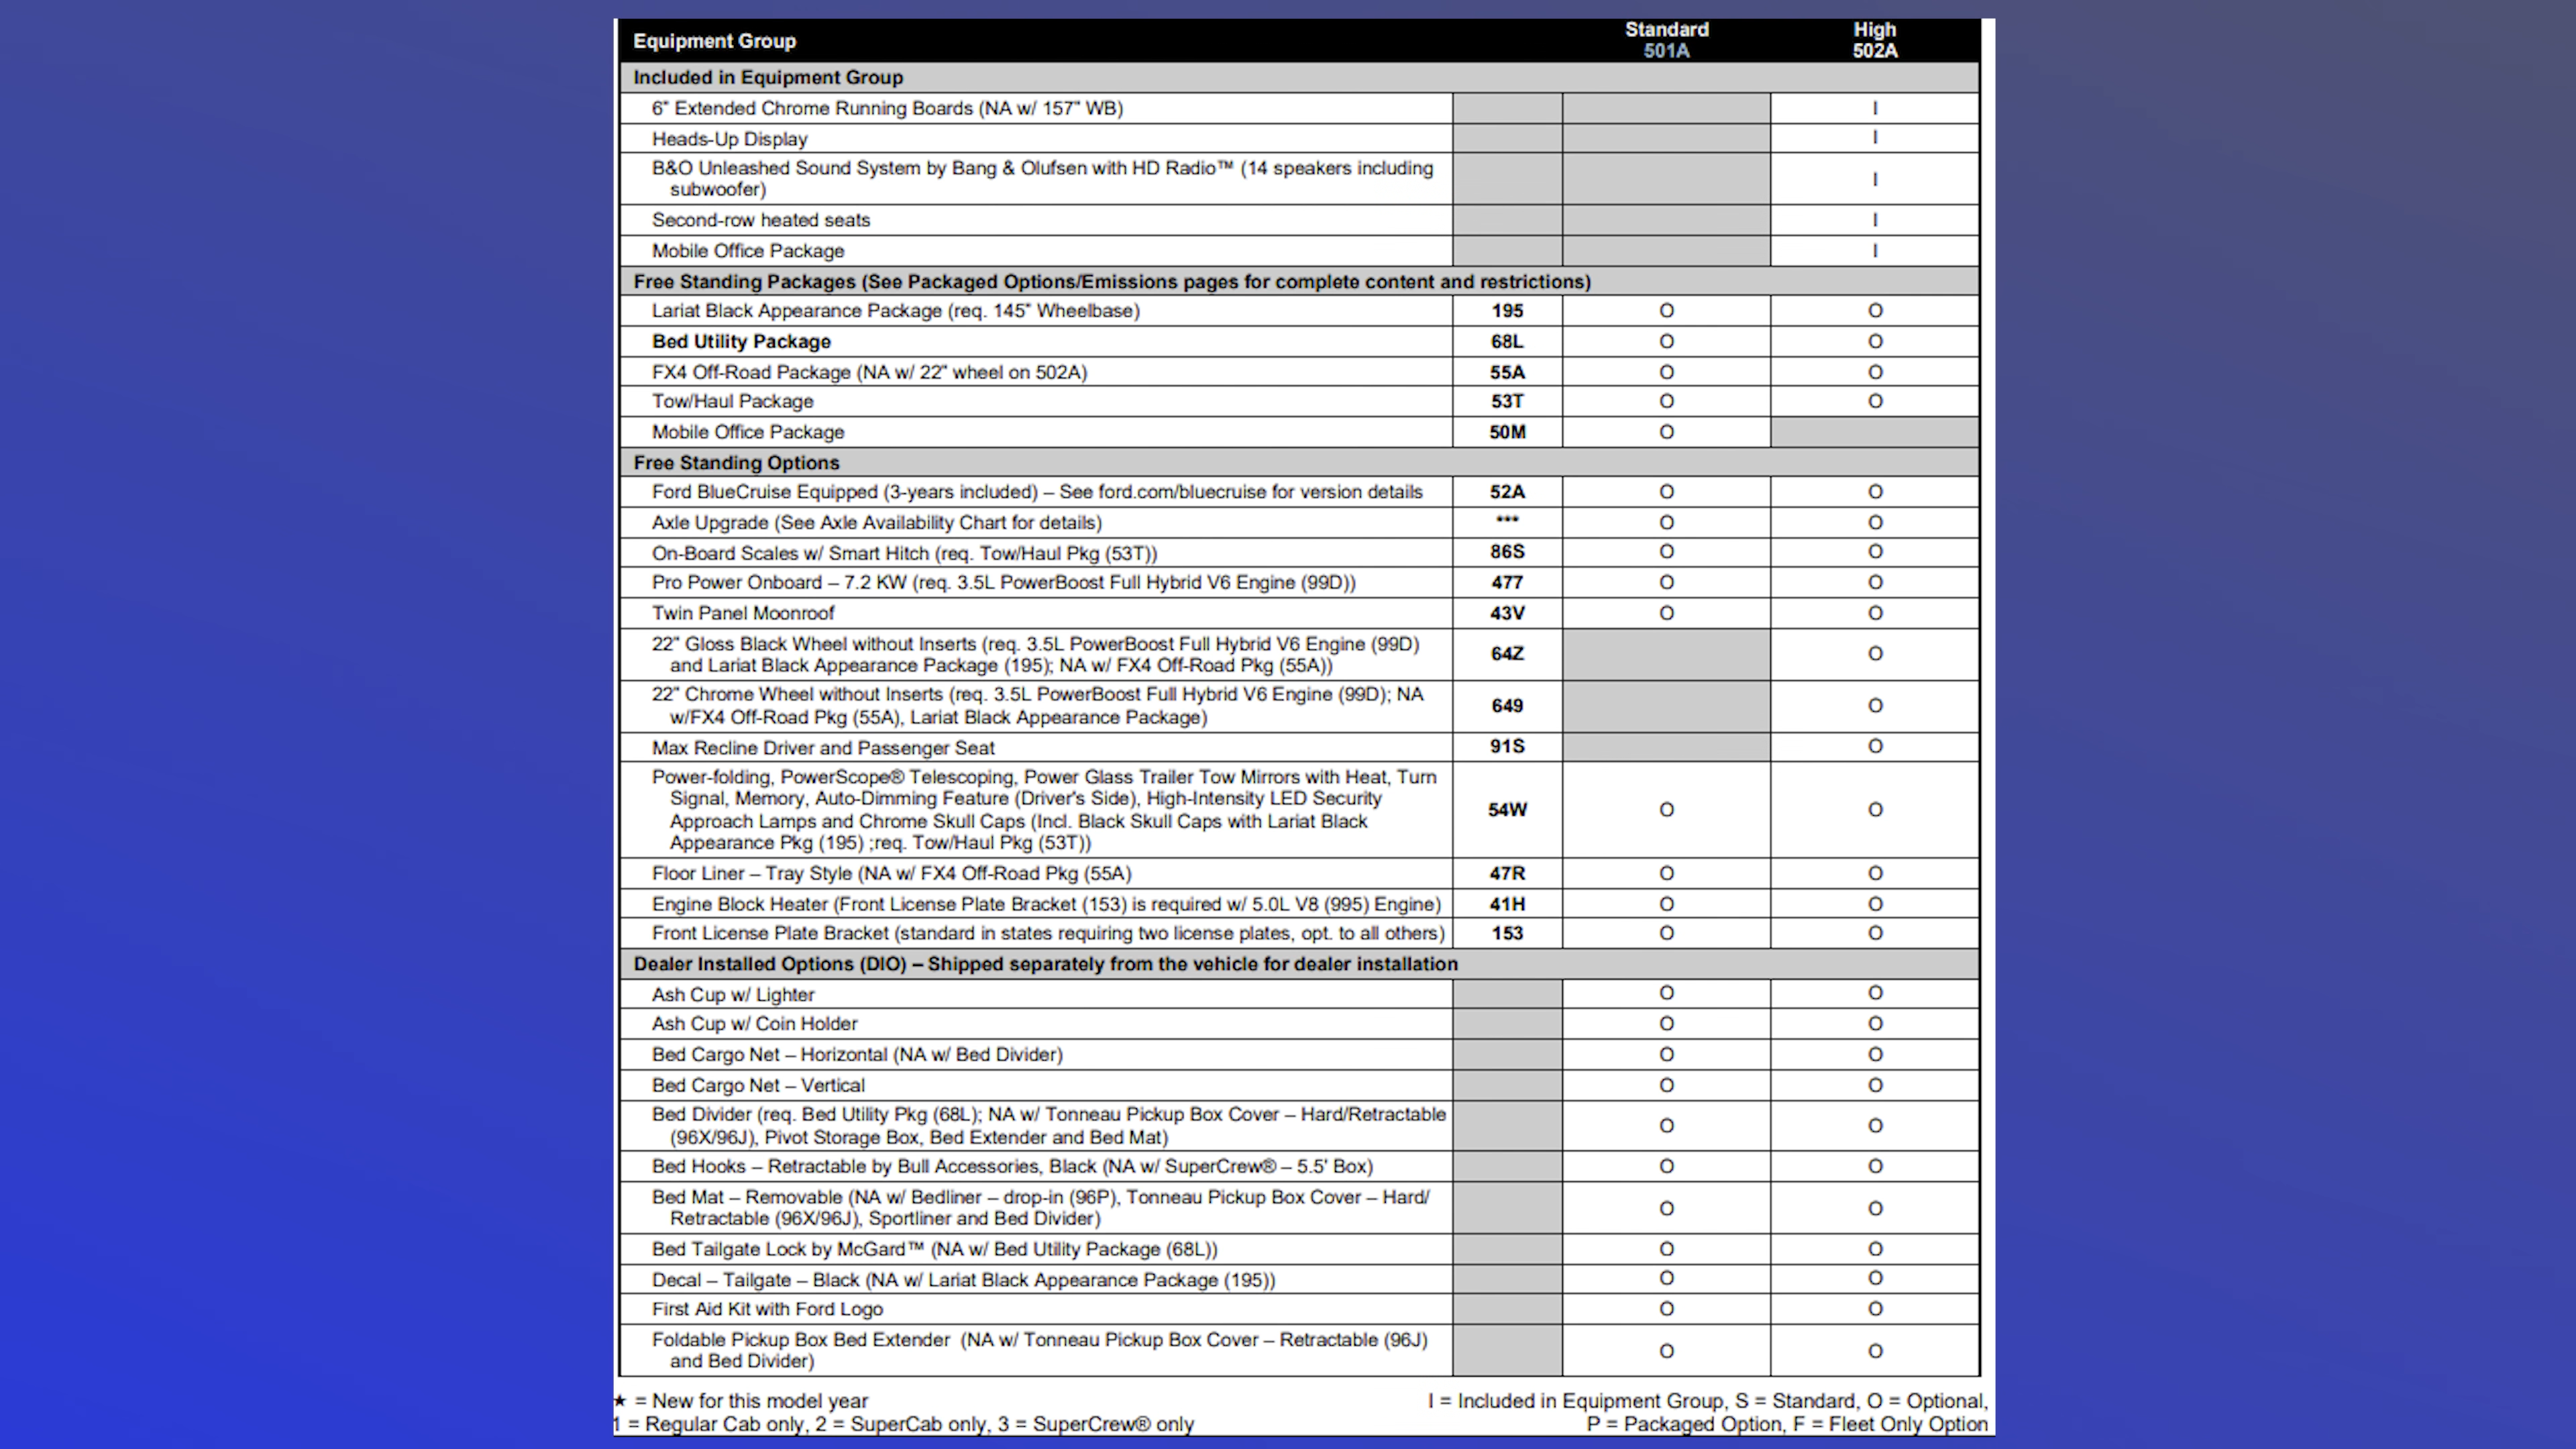 Equipment Group Standard 501A High 502A
Included in Equipment Group
6" Extended Chrome Running Boards (NA w/ 157" WB) I
Heads-Up Display I
B&O Unleashed Sound System by Bang & Olufsen with HD Radio™ (14 speakers including
subwoofer) I
Second-row heated seats I
Mobile Office Package I
Free Standing Packages (See Packaged Options/Emissions pages for complete content and restrictions)
Lariat Black Appearance Package (req. 145" Wheelbase) 195 O O
Bed Utility Package 68L O O
FX4 Off-Road Package (NA w/ 22" wheel on 502A) 55A O O
Tow/Haul Package 53T O O
Mobile Office Package 50M O
Free Standing Options
Ford BlueCruise Equipped (3-years included) – See ford.com/bluecruise for version details 52A O O
Axle Upgrade (See Axle Availability Chart for details) *** O O
On-Board Scales w/ Smart Hitch (req. Tow/Haul Pkg (53T)) 86S O O
Pro Power Onboard – 7.2 KW (req. 3.5L PowerBoost Full Hybrid V6 Engine (99D)) 477 O O
Twin Panel Moonroof 43V O O
22" Gloss Black Wheel without Inserts (req. 3.5L PowerBoost Full Hybrid V6 Engine (99D)
and Lariat Black Appearance Package (195); NA w/ FX4 Off-Road Pkg (55A)) 64Z O
22" Chrome Wheel without Inserts (req. 3.5L PowerBoost Full Hybrid V6 Engine (99D); NA
w/FX4 Off-Road Pkg (55A), Lariat Black Appearance Package) 649 O
Max Recline Driver and Passenger Seat 91S O
Power-folding, PowerScope® Telescoping, Power Glass Trailer Tow Mirrors with Heat, Turn
Signal, Memory, Auto-Dimming Feature (Driver's Side), High-Intensity LED Security
Approach Lamps and Chrome Skull Caps (Incl. Black Skull Caps with Lariat Black
Appearance Pkg (195) ;req. Tow/Haul Pkg (53T)) 54W O O
Floor Liner – Tray Style (NA w/ FX4 Off-Road Pkg (55A) 47R O O
Engine Block Heater (Front License Plate Bracket (153) is required w/ 5.0L V8 (995) Engine) 41H O O
Front License Plate Bracket (standard in states requiring two license plates, opt. to all others) 153 O O
Dealer Installed Options (DIO) – Shipped separately from the vehicle for dealer installation
Ash Cup w/ Lighter O O
Ash Cup w/ Coin Holder O O
Bed Cargo Net – Horizontal (NA w/ Bed Divider) O O
Bed Cargo Net – Vertical O O
Bed Divider (req. Bed Utility Pkg (68L); NA w/ Tonneau Pickup Box Cover – Hard/Retractable
(96X/96J), Pivot Storage Box, Bed Extender and Bed Mat) O O
Bed Hooks – Retractable by Bull Accessories, Black (NA w/ SuperCrew® – 5.5' Box) O O
Bed Mat – Removable (NA w/ Bedliner – drop-in (96P), Tonneau Pickup Box Cover – Hard/
Retractable (96X/96J), Sportliner and Bed Divider) O O
Bed Tailgate Lock by McGard™ (NA w/ Bed Utility Package (68L)) O O
Decal – Tailgate – Black (NA w/ Lariat Black Appearance Package (195)) O O
First Aid Kit with Ford Logo O O
Foldable Pickup Box Bed Extender (NA w/ Tonneau Pickup Box Cover – Retractable (96J)
and Bed Divider) O O
★ = New for this model year I = Included in Equipment Group, S = Standard, O = Optional,
1 = Regular Cab only, 2 = SuperCab only, 3 = SuperCrew® only P = Packaged Option, F = Fleet Only Option